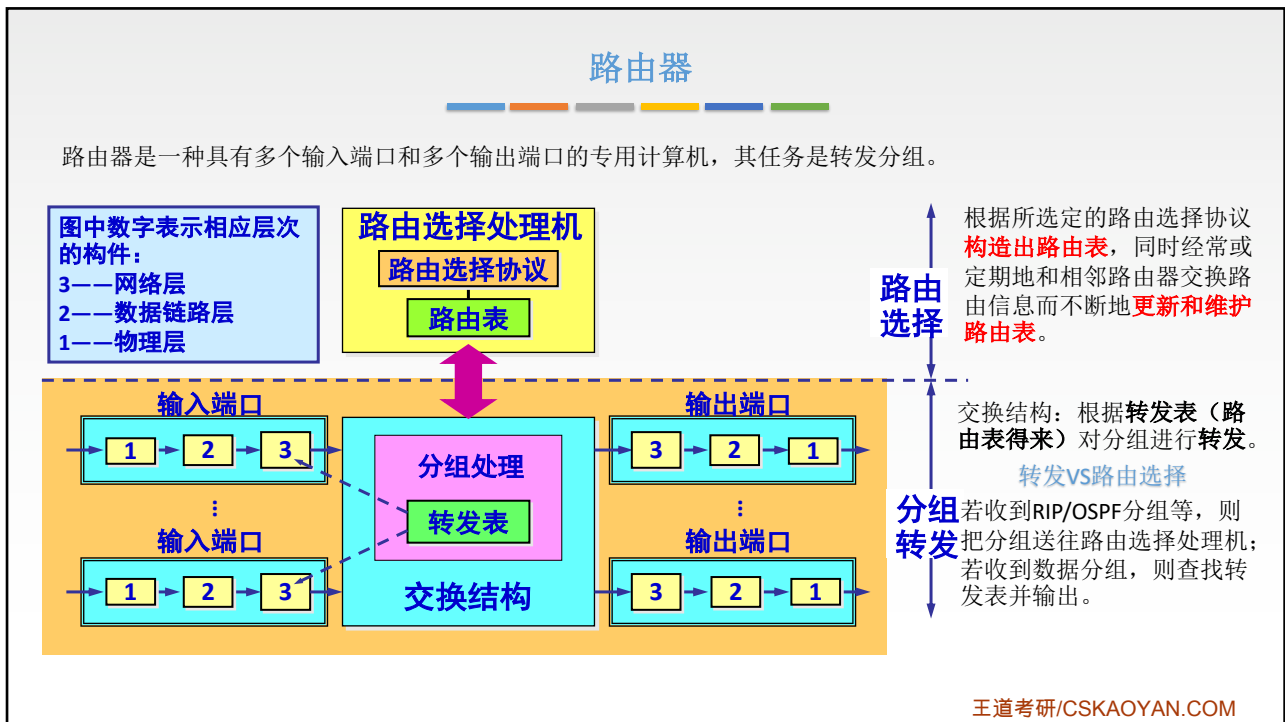 路由器
路由器是一种具有多个输入端口和多个输出端口的专用计算机，其任务是转发分组。
图中数字表示相应层次
的构件：
3——网络层
2——数据链路层
1——物理层
路由选择处理机
路由选择协议
路由表
路由
选择
根据所选定的路由选择协议
构造出路由表，同时经常或
定期地和相邻路由器交换路
由信息而不断地更新和维护
路由表。
输入端口
1 2 3
⋮
输入端口
1 2 3
分组处理
转发表
交换结构
输出端口
3 2 1
⋮
输出端口
3 2 1
分组
转发
交换结构：根据转发表（路
由表得来）对分组进行转发。
转发VS路由选择
若收到RIP/OSPF分组等，则
把分组送往路由选择处理机；
若收到数据分组，则查找转
发表并输出。
王道考研/CSKAOYAN.COM